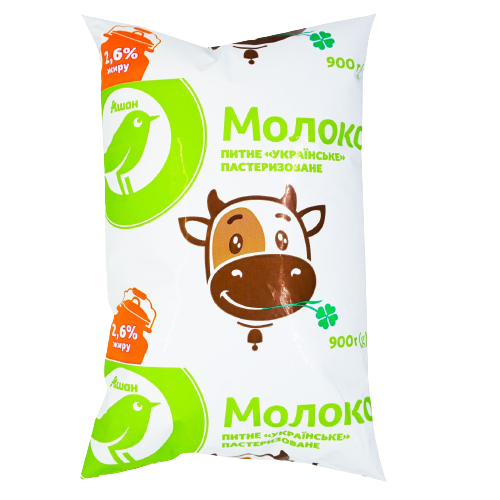 2,6%
жиру
900 г
Ашан
Молоко
ПИТНЕ «УКРАЇНСЬКЕ»
ПАСТЕРИЗОВАНЕ
2,6%
жиру
900 г (g)
Ашан
Молоко
ПИТНЕ «УКРАЇНСЬКЕ»
ПАСТЕРИЗОВАНЕ